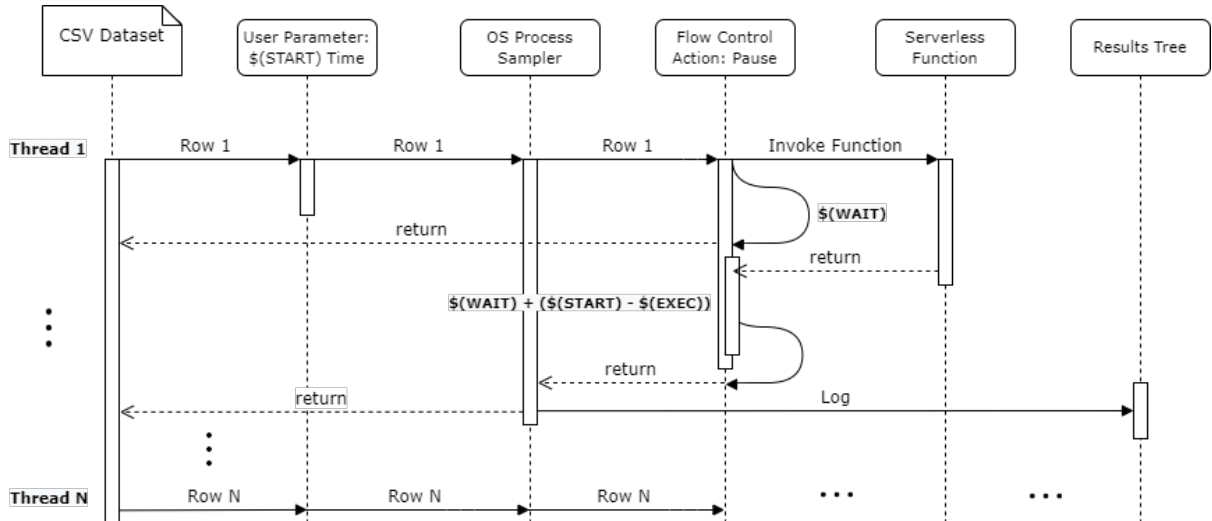 CSV Dataset
User Parameter:
$(START) Time
OS Process
Sampler
Flow Control
Action: Pause
Serverless
Function
Results Tree
Thread 1
Row 1
Row 1
Row 1
Invoke Function
$(WAIT)
return
return
$(WAIT) + ($(START) - $(EXEC))
return
return
Log
Thread N
Row N
Row N
Row N